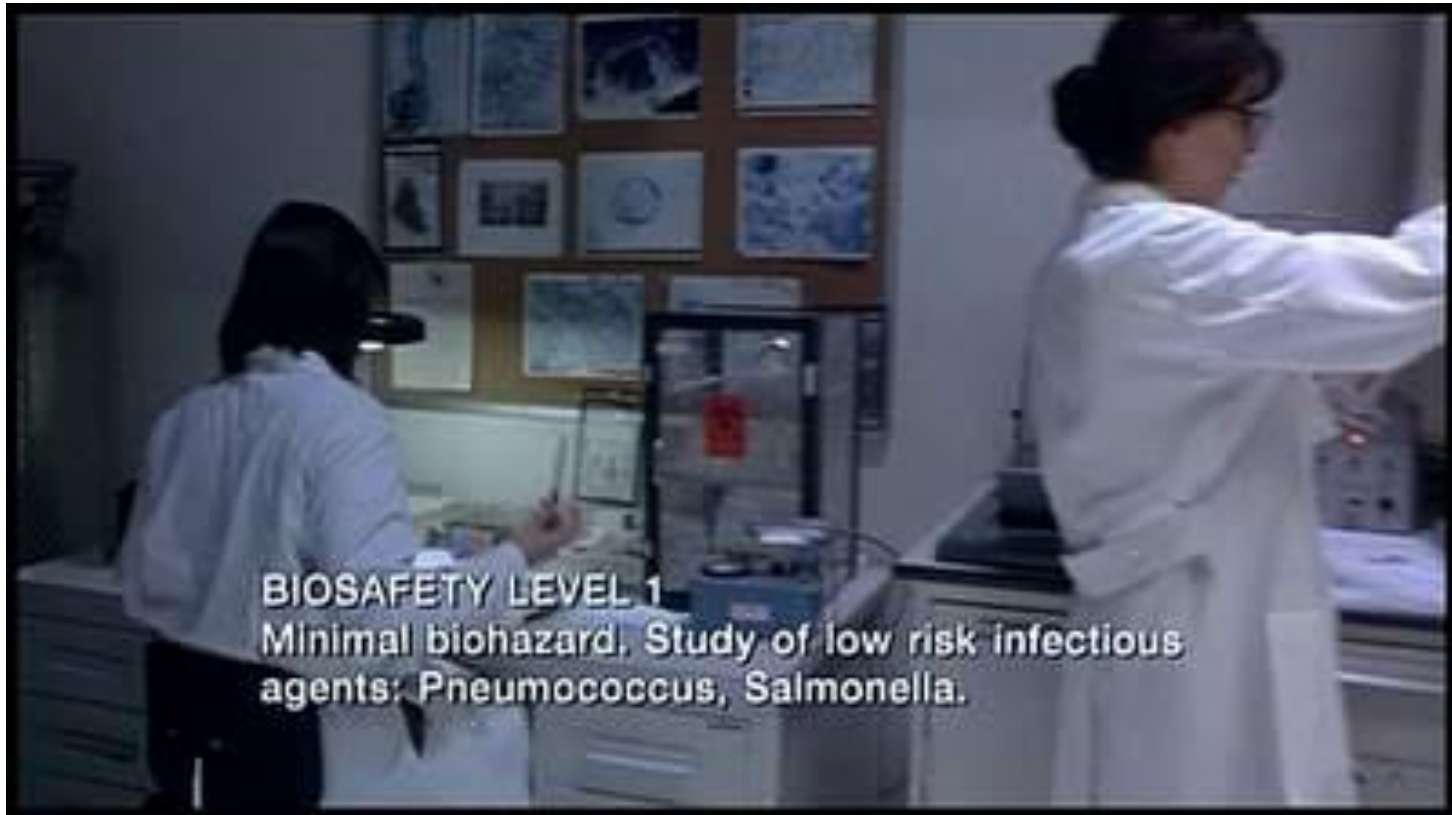 BIOSAFETY LEVEL 1
Minimal biohazard. Study of low risk infectious
agents: Pneumococcus, Salmonella.